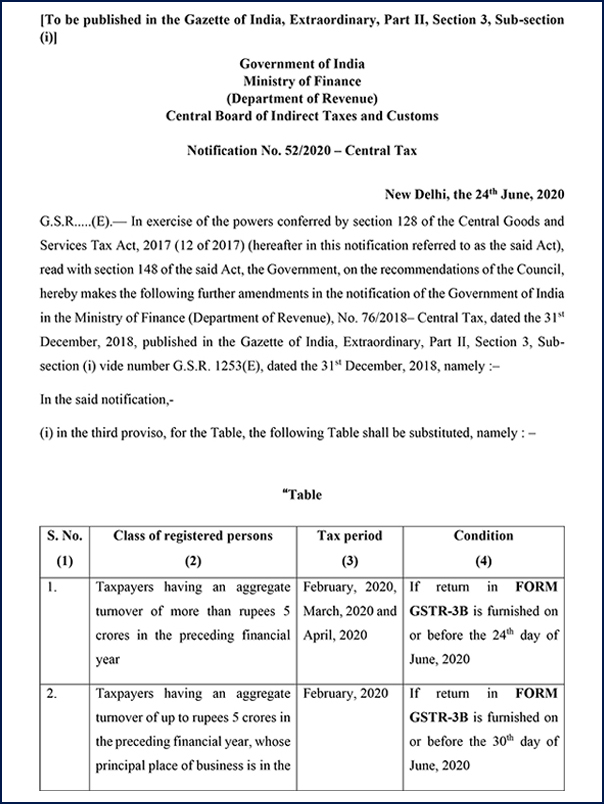 [To be published in the Gazette of India, Extraordinary, Part II, Section 3, Sub-section
(i)]
Government of India
Ministry of Finance
(Department of Revenue)
Central Board of Indirect Taxes and Customs
Notification No. 52/2020 – Central Tax
New Delhi, the 24th June, 2020
G.S.R.....(E).— In exercise of the powers conferred by section 128 of the Central Goods and
Services Tax Act, 2017 (12 of 2017) (hereafter in this notification referred to as the said Act),
read with section 148 of the said Act, the Government, on the recommendations of the Council,
hereby makes the following further amendments in the notification of the Government of India
in the Ministry of Finance (Department of Revenue), No. 76/2018– Central Tax, dated the 31st
December, 2018, published in the Gazette of India, Extraordinary, Part II, Section 3, Sub-
section (i) vide number G.S.R. 1253(E), dated the 31st December, 2018, namely :–
In the said notification,-
(i) in the third proviso, for the Table, the following Table shall be substituted, namely : –
“Table
S. No. Class of registered persons Tax period Condition
(1) (2) (3) (4)
1. Taxpayers having an aggregate February, 2020, If return in FORM
turnover of more than rupees 5 March, 2020 and GSTR-3B is furnished on
crores in the preceding financial April, 2020 or before the 24th day of
year June, 2020
2. Taxpayers having an aggregate February, 2020 If return in FORM
turnover of up to rupees 5 crores in GSTR-3B is furnished on
the preceding financial year, whose or before the 30th day of
principal place of business is in the June, 2020